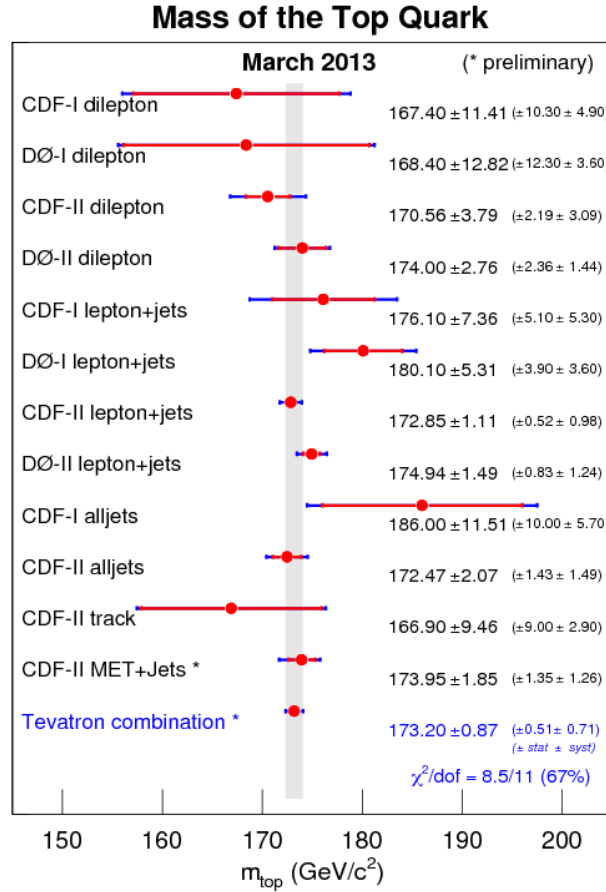 Mass of the Top Quark
March 2013 (* preliminary)
CDF-I dilepton 167.40 ±11.41 (±10.30 ± 4.90)
DØ-I dilepton 168.40 ±12.82 (±12.30 ± 3.60)
CDF-II dilepton 170.56 ±3.79 (±2.19 ± 3.09)
DØ-II dilepton 174.00 ±2.76 (±2.36 ± 1.44)
CDF-I lepton+jets 176.10 ±7.36 (±5.10 ± 5.30)
DØ-I lepton+jets 180.10 ±5.31 (±3.90 ± 3.60)
CDF-II lepton+jets 172.85 ±1.11 (±0.52 ± 0.98)
DØ-II lepton+jets 174.94 ±1.49 (±0.83 ± 1.24)
CDF-I alljets 186.00 ±11.51 (±10.00 ± 5.70)
CDF-II alljets 172.47 ±2.07 (±1.43 ± 1.49)
CDF-II track 166.90 ±9.46 (±9.00 ± 2.90)
CDF-II MET+Jets * 173.95 ±1.85 (±1.35 ± 1.26)
Tevatron combination * 173.20 ±0.87 (±0.51± 0.71)
(± stat ± syst)
χ²/dof = 8.5/11 (67%)
150 160 170 180 190 200
m_top (GeV/c²)